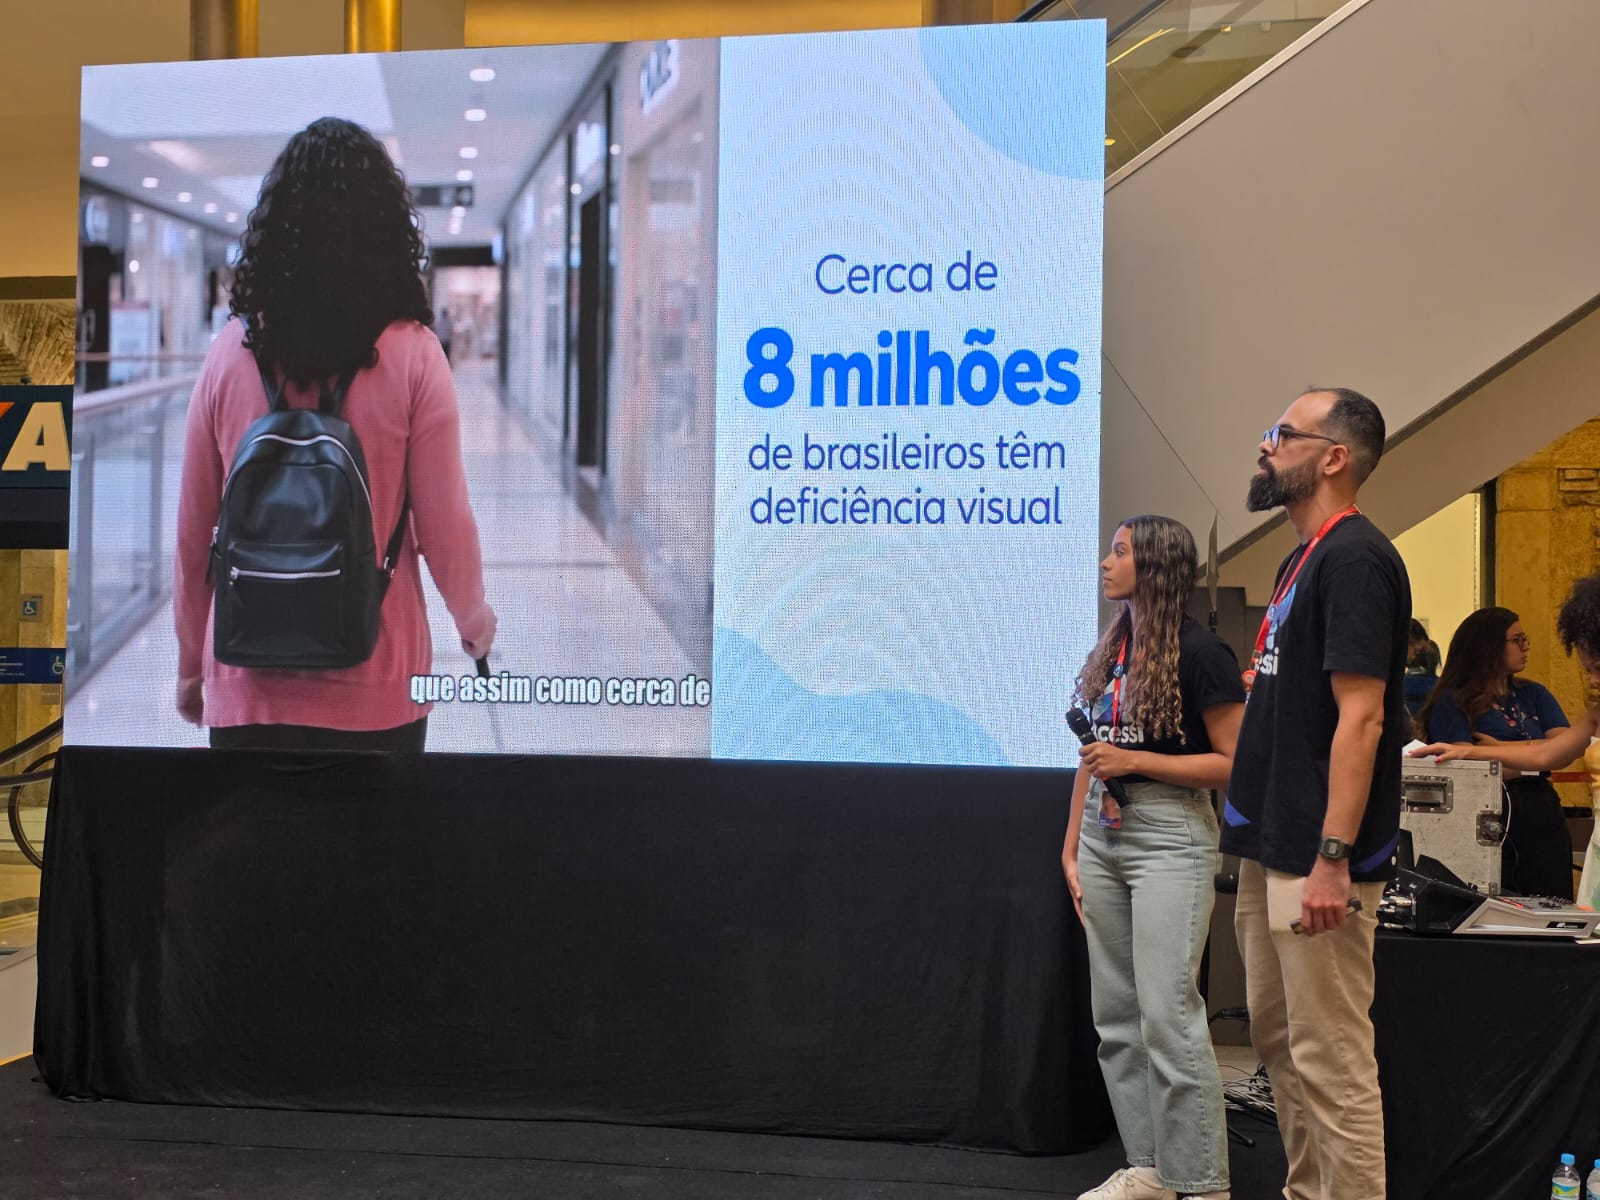 Cerca de
8 milhões
de brasileiros têm
deficiência visual
que assim como cerca de